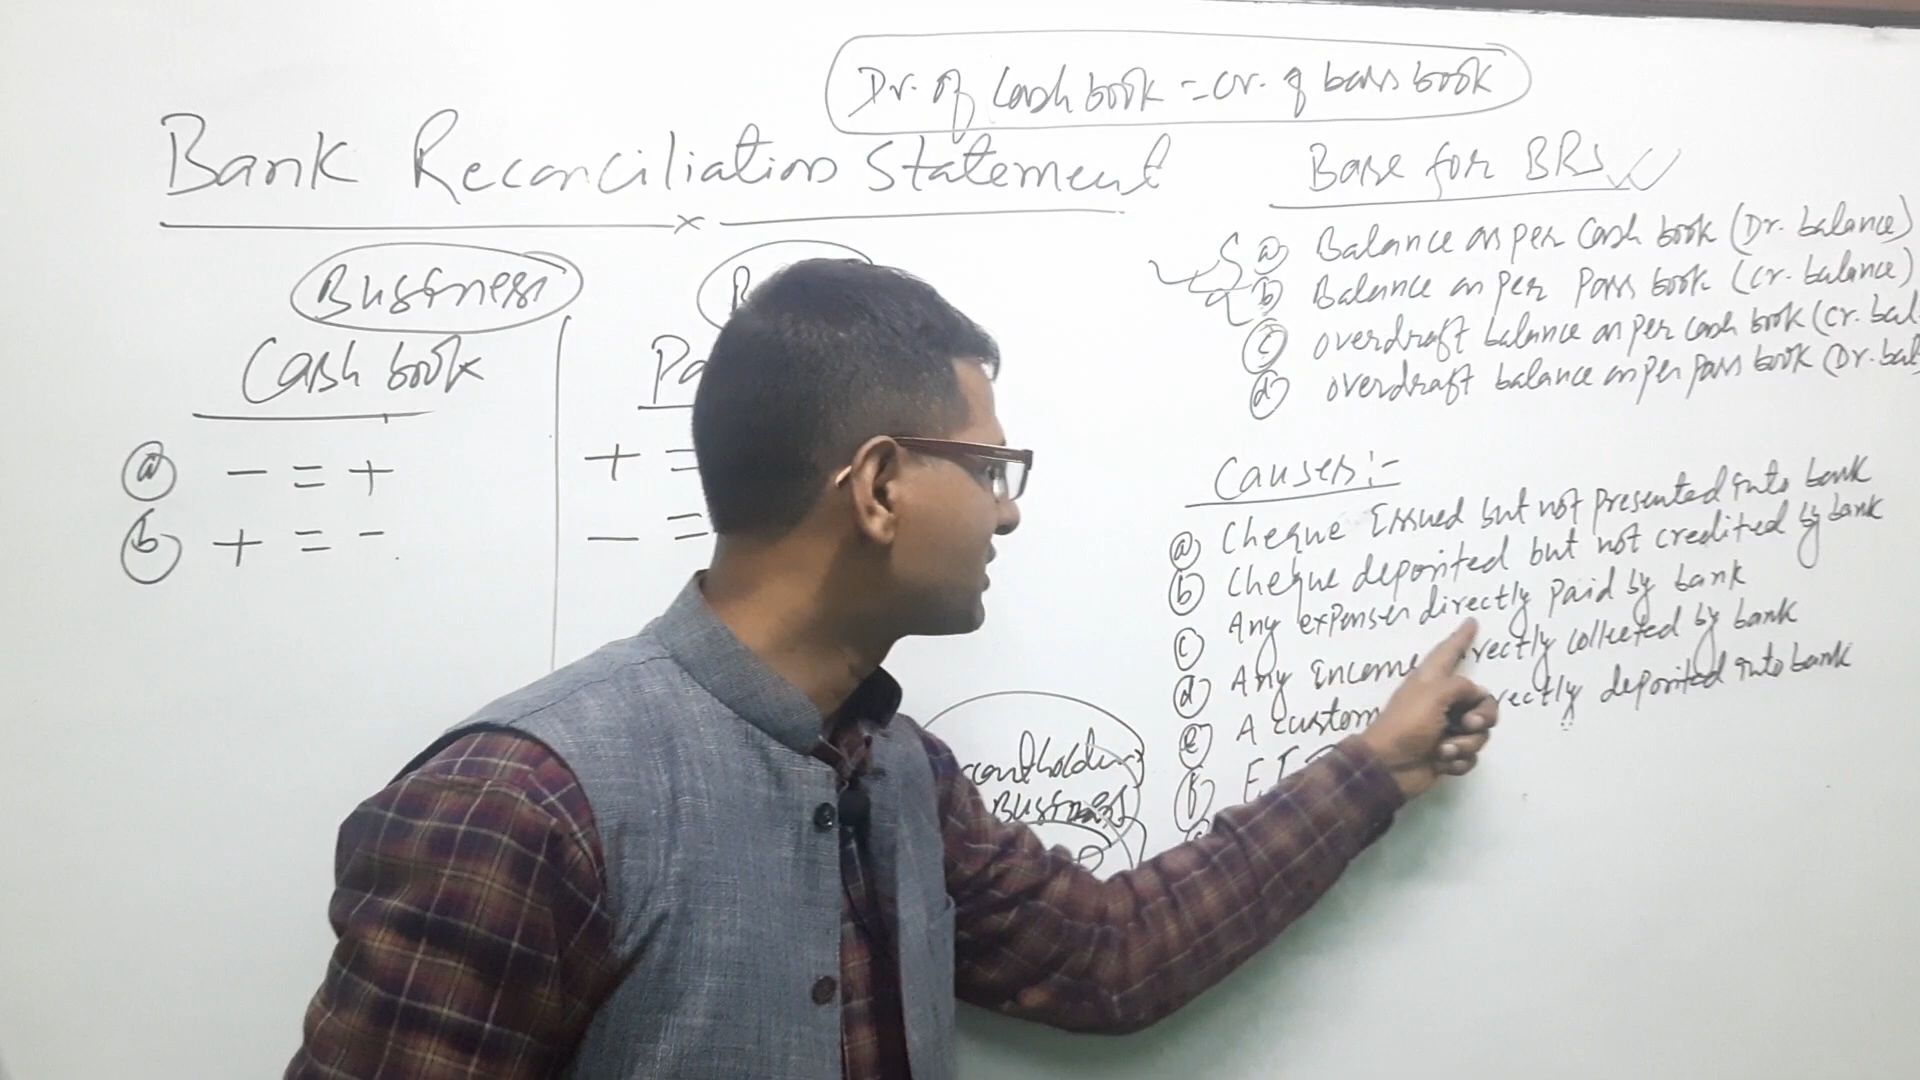 Dr. of Cash book = Cr. of pass book
Bank Reconciliation Statement
Business
Cash book
ⓐ - = +
ⓑ + = -
+ =
- =
Base for BRS
ⓐ Balance as per Cash book (Dr. balance)
ⓑ Balance as per Pass book (Cr. balance)
ⓒ overdraft balance as per cash book (Cr. bal
ⓓ overdraft balance as per pass book (Dr. bal
Causes :-
ⓐ Cheque Issued but not presented into bank
ⓑ Cheque deposited but not credited by bank
ⓒ Any expenses directly paid by bank
ⓓ Any Income directly collected by bank
ⓔ A custom rectly deposited into bank
ⓕ
Business